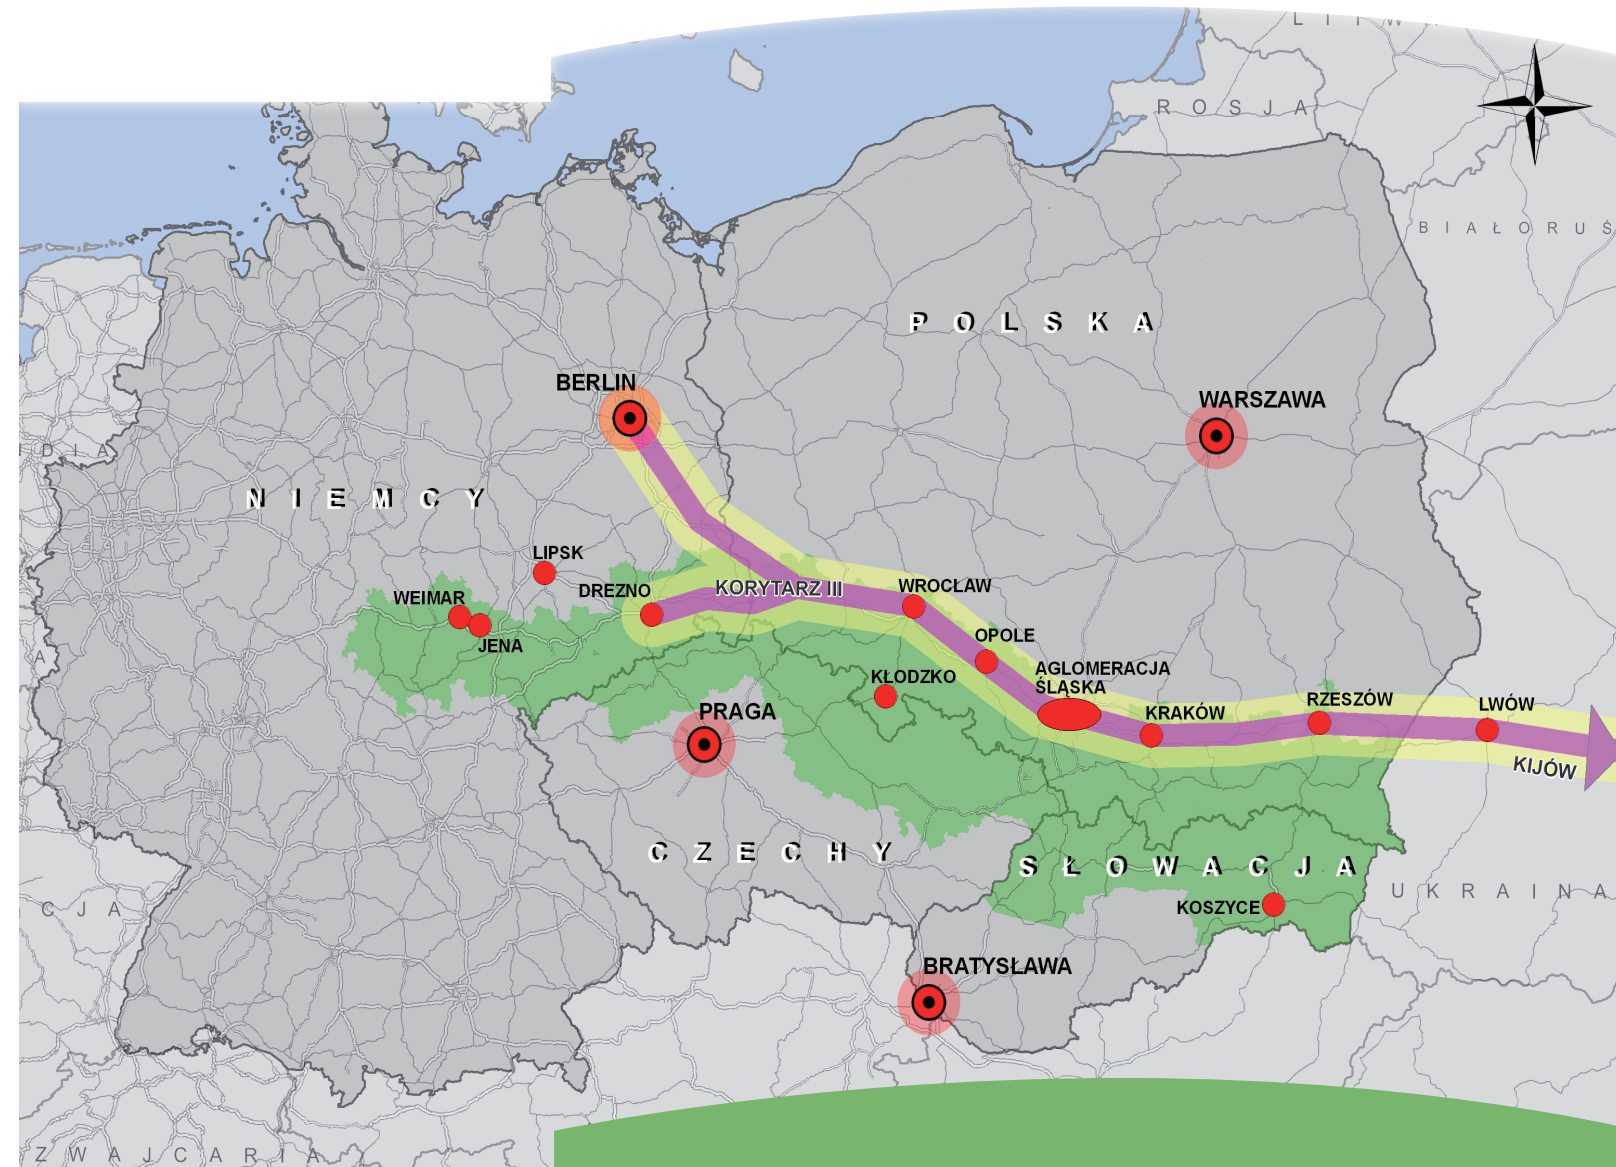 L I T W
R O S J A
B I A Ł O R U Ś
P O L S K A
BERLIN
WARSZAWA
I D I A
N I E M C Y
LIPSK
DREZNO
KORYTARZ III
WROCŁAW
WEIMAR
JENA
OPOLE
A
AGLOMERACJA
ŚLĄSKA
KŁODZKO
RZESZÓW
LWÓW
PRAGA
KRAKÓW
KIJÓW
C Z E C H Y
S Ł O W A C J A
U K R A I N A
C J A
KOSZYCE
BRATYSŁAWA
Z W A J C A R I A